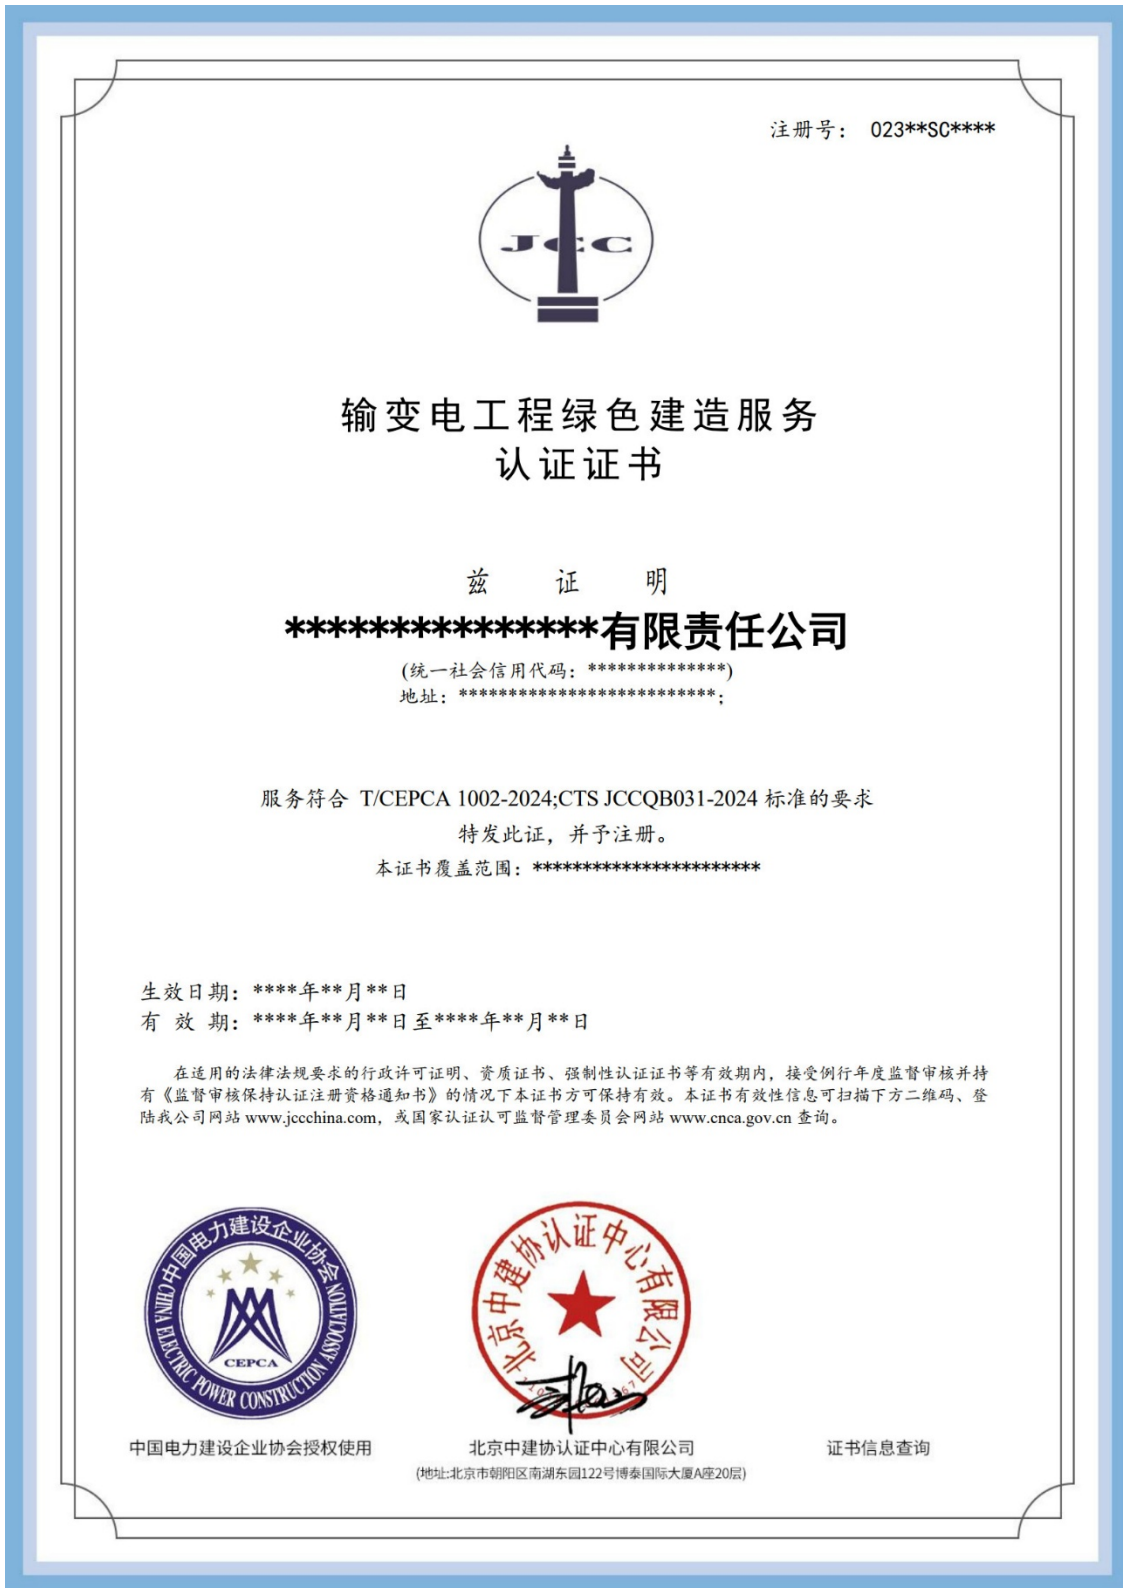 注册号： 023**SC****
JCC
输变电工程绿色建造服务
认证证书
兹 证 明
***************有限责任公司
(统一社会信用代码：**************)
地址：**************************;
服务符合 T/CEPCA 1002-2024;CTS JCCQB031-2024 标准的要求
特发此证，并予注册。
本证书覆盖范围：***********************
生效日期：****年**月**日
有 效 期：****年**月**日至****年**月**日
在适用的法律法规要求的行政许可证明、资质证书、强制性认证证书等有效期内，接受例行年度监督审核并持
有《监督审核保持认证注册资格通知书》的情况下本证书方可保持有效。本证书有效性信息可扫描下方二维码、登
陆我公司网站 www.jccchina.com，或国家认证认可监督管理委员会网站 www.cnca.gov.cn 查询。
中国电力建设企业协会
CEPCA
CHINA ELECTRIC POWER CONSTRUCTION ASSOCIATION
北京中建协认证中心有限公司
中国电力建设企业协会授权使用
北京中建协认证中心有限公司
(地址:北京市朝阳区南湖东园122号博泰国际大厦A座20层)
证书信息查询